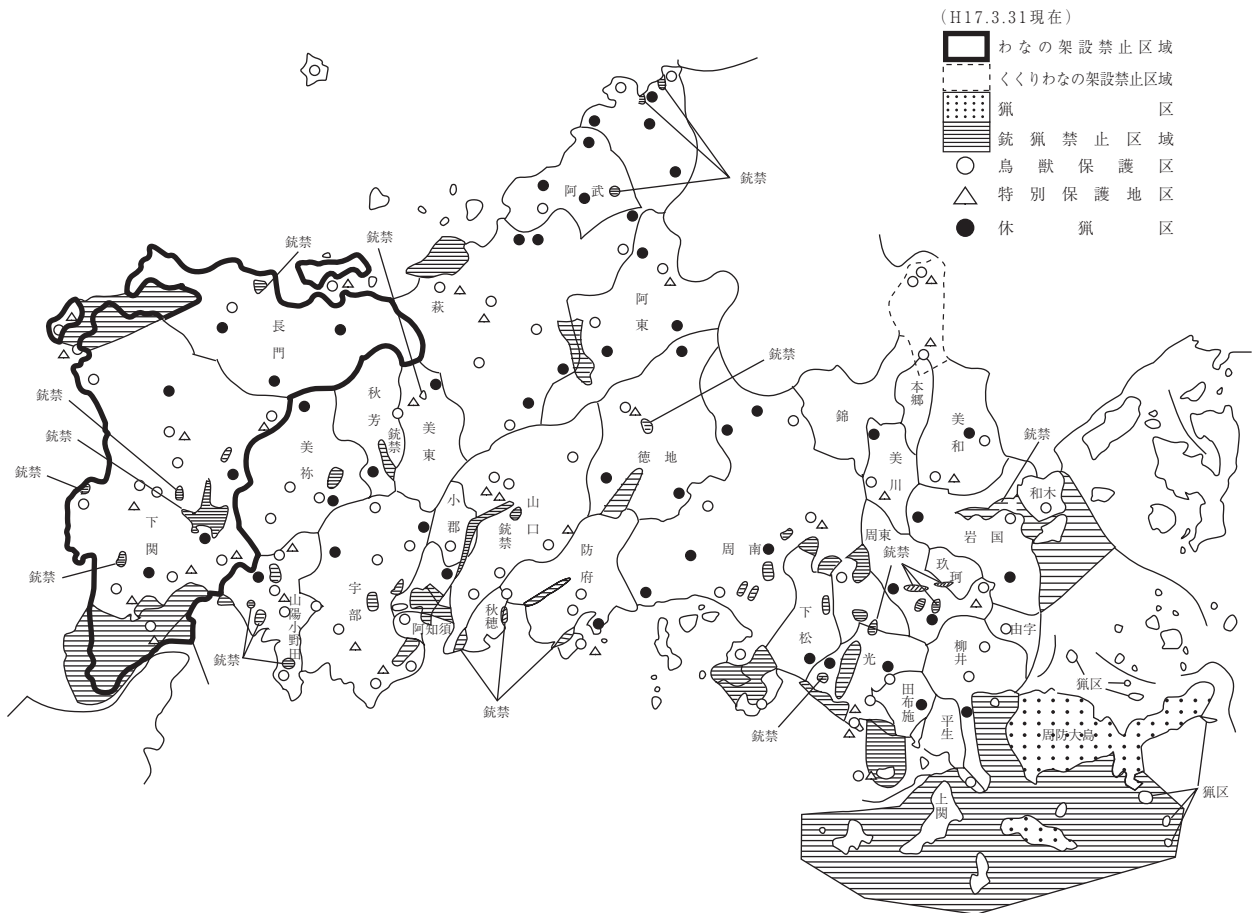 (H17.3.31現在)
わなの架設禁止区域
くくりわなの架設禁止区域
猟区
銃猟禁止区域
鳥獣保護区
特別保護地区
休猟区
銃禁
阿武
銃禁
銃禁
萩
阿東
長門
銃禁
銃禁
秋芳
美東
銃禁
美祢
銃禁
銃禁
下関
銃禁
小郡
山口
銃禁
徳地
防府
周南
錦
本郷
美和
美川
銃禁
和木
岩国
周東
銃禁
玖珂
由宇
宇部
山陽小野田
銃禁
阿知須
秋穂
銃禁
下松
光
銃禁
田布施
柳井
平生
猟区
周防大島
上関
猟区